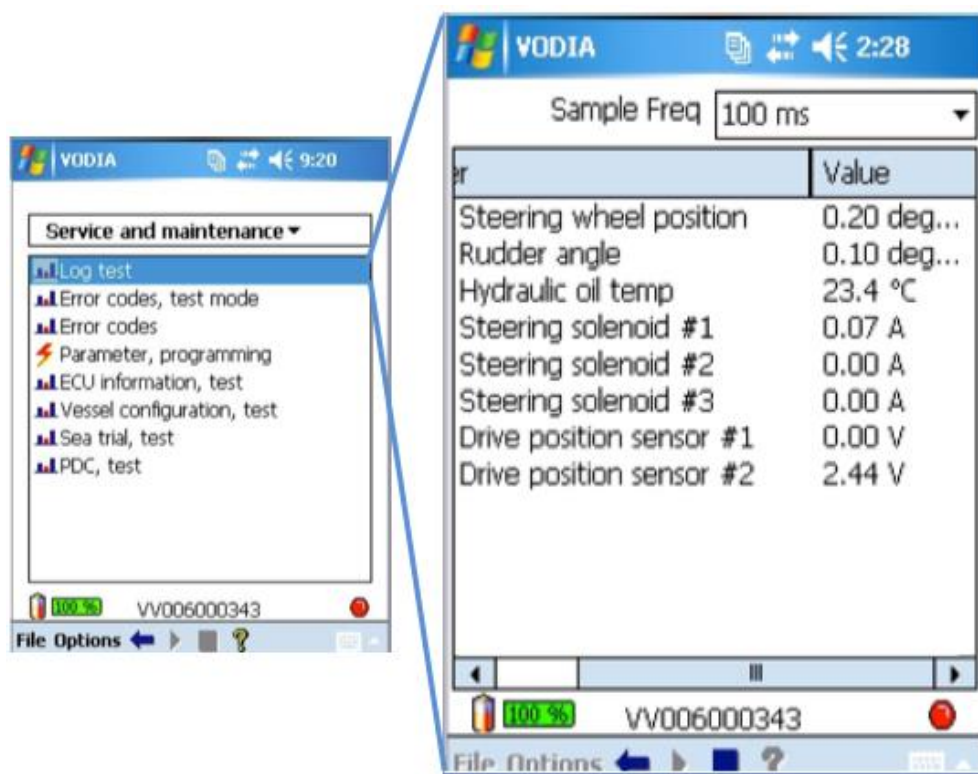 VODIA 9:20
Service and maintenance
Log test
Error codes, test mode
Error codes
Parameter, programming
ECU information, test
Vessel configuration, test
Sea trial, test
PDC, test
100 % VV006000343
File Options ?
VODIA 2:28
Sample Freq 100 ms
er Value
Steering wheel position 0.20 deg...
Rudder angle 0.10 deg...
Hydraulic oil temp 23.4 °C
Steering solenoid #1 0.07 A
Steering solenoid #2 0.00 A
Steering solenoid #3 0.00 A
Drive position sensor #1 0.00 V
Drive position sensor #2 2.44 V
100 % VV006000343
File Options ?